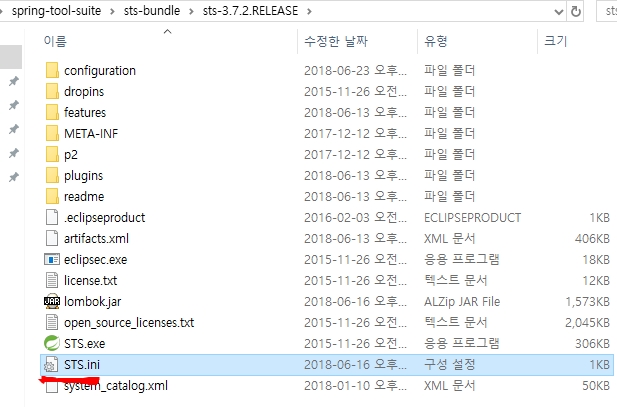 spring-tool-suite > sts-bundle > sts-3.7.2.RELEASE > sts
이름 수정한 날짜 유형 크기
configuration 2018-06-23 오후... 파일 폴더
dropins 2015-11-26 오전... 파일 폴더
features 2018-06-13 오후... 파일 폴더
META-INF 2017-12-12 오후... 파일 폴더
p2 2017-12-12 오후... 파일 폴더
plugins 2018-06-13 오후... 파일 폴더
readme 2018-06-13 오후... 파일 폴더
.eclipseproduct 2016-02-03 오전... ECLIPSEPRODUCT 1KB
artifacts.xml 2018-06-13 오후... XML 문서 406KB
eclipsec.exe 2015-11-26 오전... 응용 프로그램 18KB
license.txt 2015-11-26 오전... 텍스트 문서 12KB
JAR lombok.jar 2018-06-16 오후... ALZip JAR File 1,573KB
open_source_licenses.txt 2015-11-26 오전... 텍스트 문서 2,045KB
STS.exe 2015-11-26 오전... 응용 프로그램 306KB
STS.ini 2018-06-16 오후... 구성 설정 1KB
system_catalog.xml 2018-01-10 오후... XML 문서 50KB